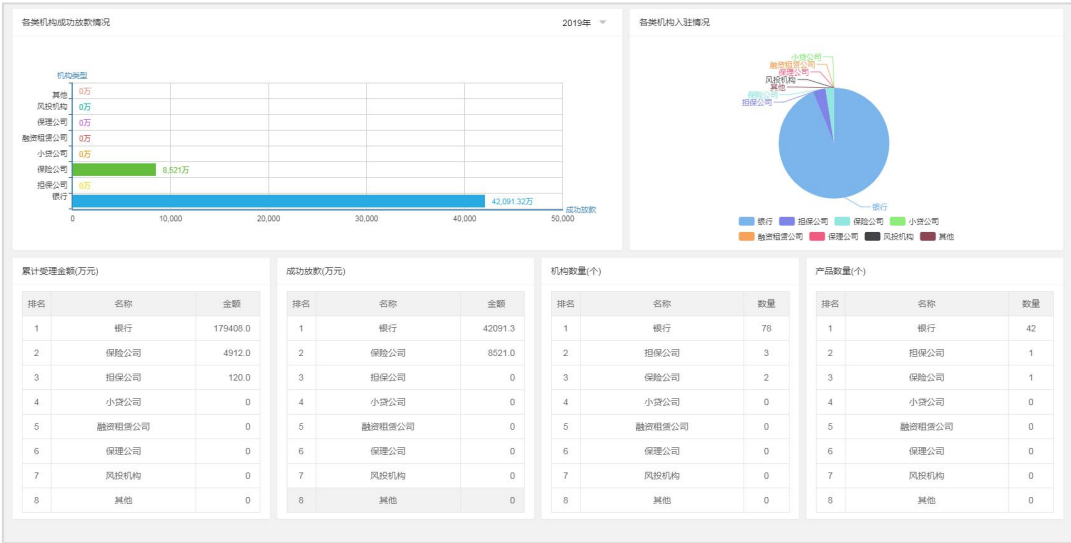 各类机构成功放款情况
2019年
机构类型
其他 0万
风投机构 0万
保理公司 0万
融资租赁公司 0万
小贷公司 0万
保险公司 8,521万
担保公司 0万
银行 42,091.32万
成功放款
0 10,000 20,000 30,000 40,000 50,000
各类机构入驻情况
小贷公司
融资租赁公司
保理公司
风投机构
其他
保险公司
担保公司
银行
银行 担保公司 保险公司 小贷公司
融资租赁公司 保理公司 风投机构 其他
累计受理金额(万元)
排名 名称 金额
1 银行 179408.0
2 保险公司 4912.0
3 担保公司 120.0
4 小贷公司 0
5 融资租赁公司 0
6 保理公司 0
7 风投机构 0
8 其他 0
成功放款(万元)
排名 名称 金额
1 银行 42091.3
2 保险公司 8521.0
3 担保公司 0
4 小贷公司 0
5 融资租赁公司 0
6 保理公司 0
7 风投机构 0
8 其他 0
机构数量(个)
排名 名称 数量
1 银行 78
2 担保公司 3
3 保险公司 2
4 小贷公司 0
5 融资租赁公司 0
6 保理公司 0
7 风投机构 0
8 其他 0
产品数量(个)
排名 名称 数量
1 银行 42
2 担保公司 1
3 保险公司 1
4 小贷公司 0
5 融资租赁公司 0
6 保理公司 0
7 风投机构 0
8 其他 0